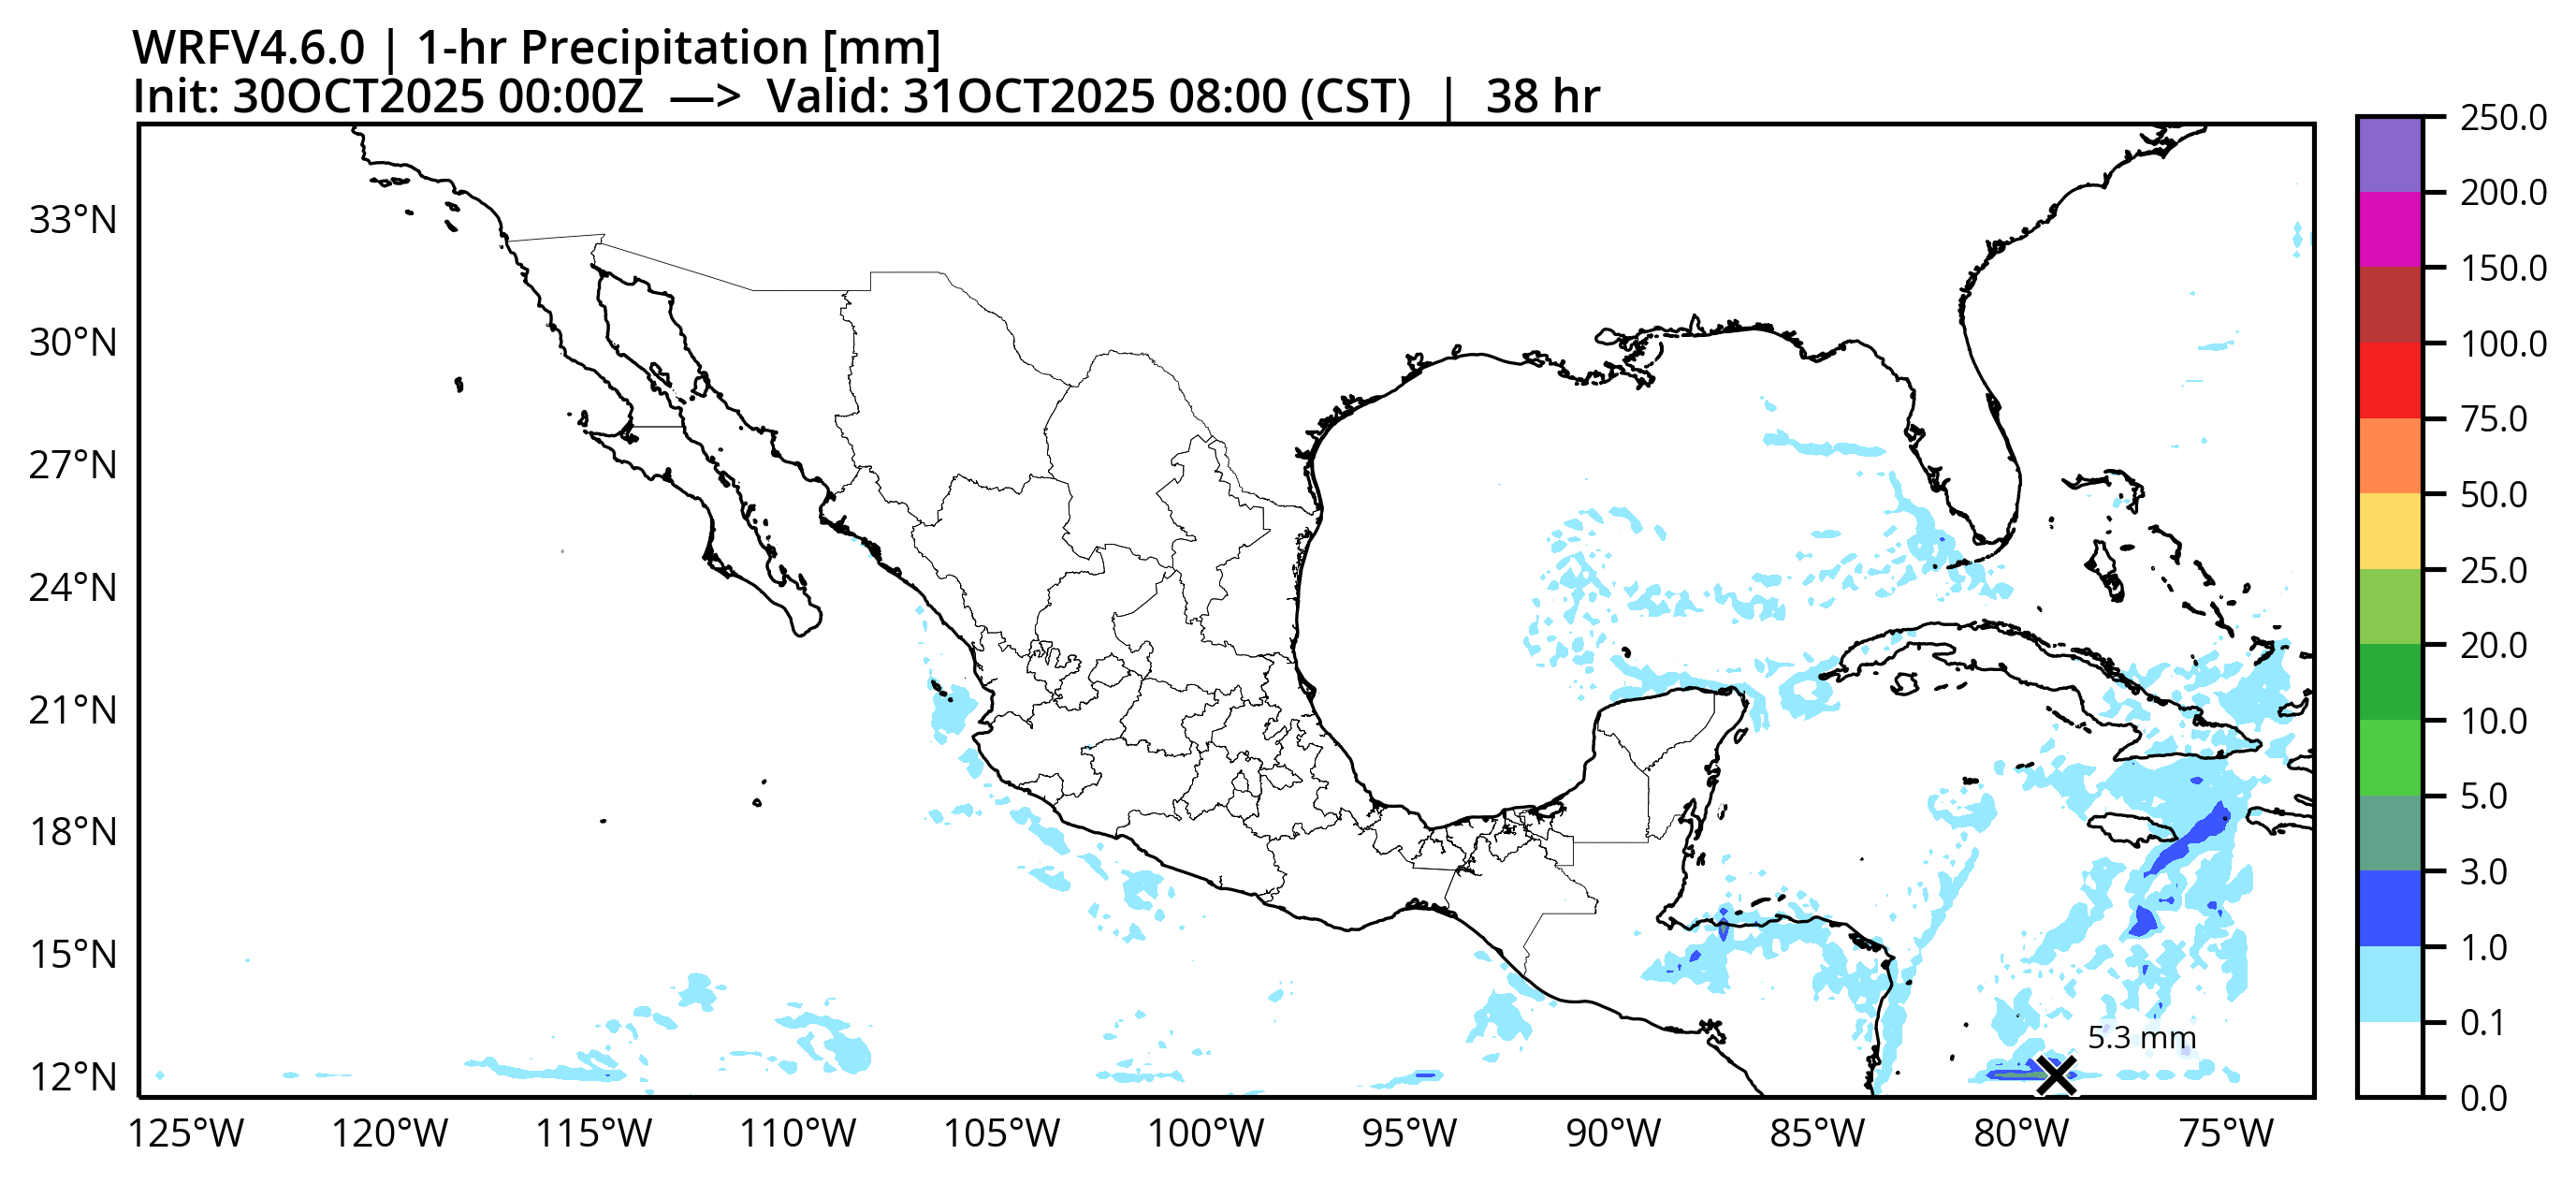 WRFV4.6.0 | 1-hr Precipitation [mm]
Init: 30OCT2025 00:00Z —> Valid: 31OCT2025 08:00 (CST) | 38 hr
33°N
30°N
27°N
24°N
21°N
18°N
15°N
12°N
125°W 120°W 115°W 110°W 105°W 100°W 95°W 90°W 85°W 80°W 75°W
5.3 mm
250.0
200.0
150.0
100.0
75.0
50.0
25.0
20.0
10.0
5.0
3.0
1.0
0.1
0.0